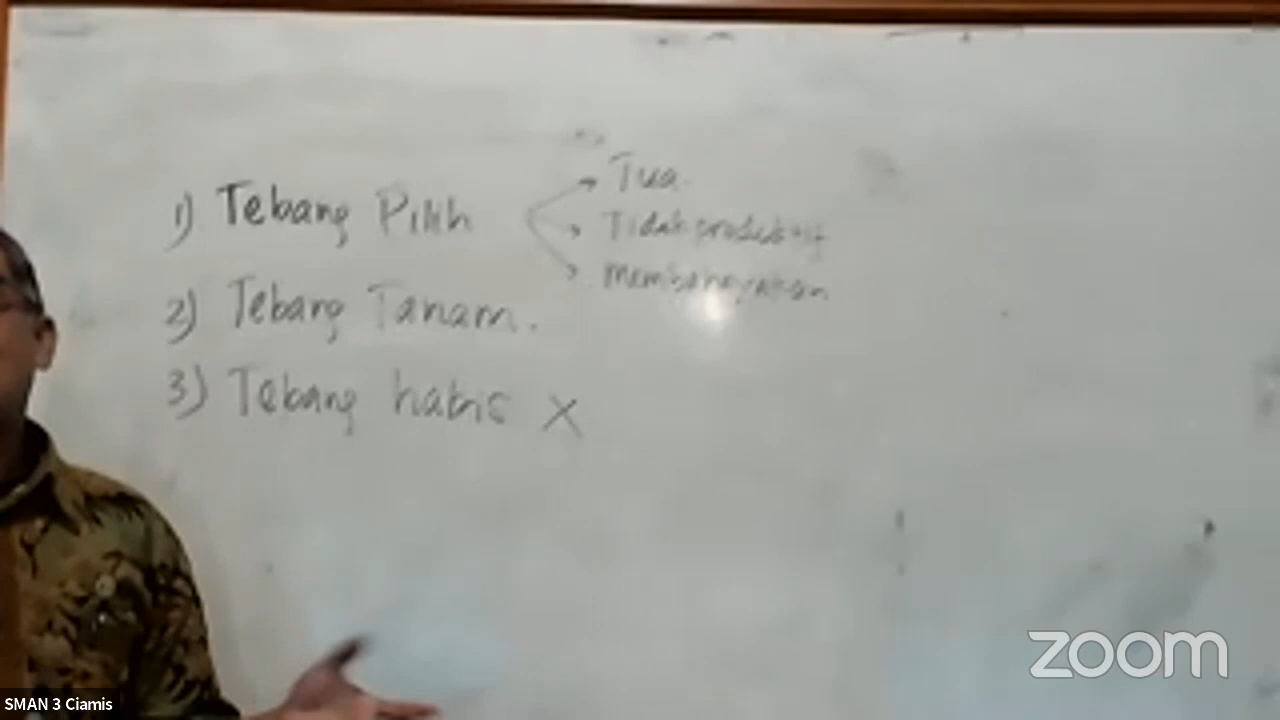 1) Tebang Pilih
→ Tua.
→ Tidak produktif
→ Membahayakan
2) Tebang Tanam.
3) Tebang habis X
zoom
SMAN 3 Ciamis